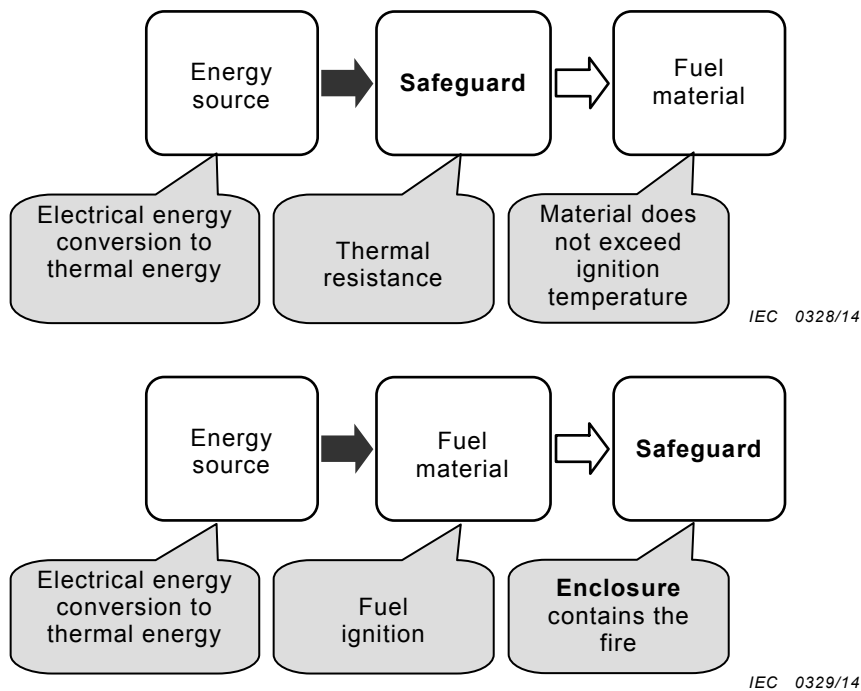 Energy
source
Safeguard
Fuel
material
Electrical energy
conversion to
thermal energy
Thermal
resistance
Material does
not exceed
ignition
temperature
IEC 0328/14
Energy
source
Fuel
material
Safeguard
Electrical energy
conversion to
thermal energy
Fuel
ignition
Enclosure
contains the
fire
IEC 0329/14